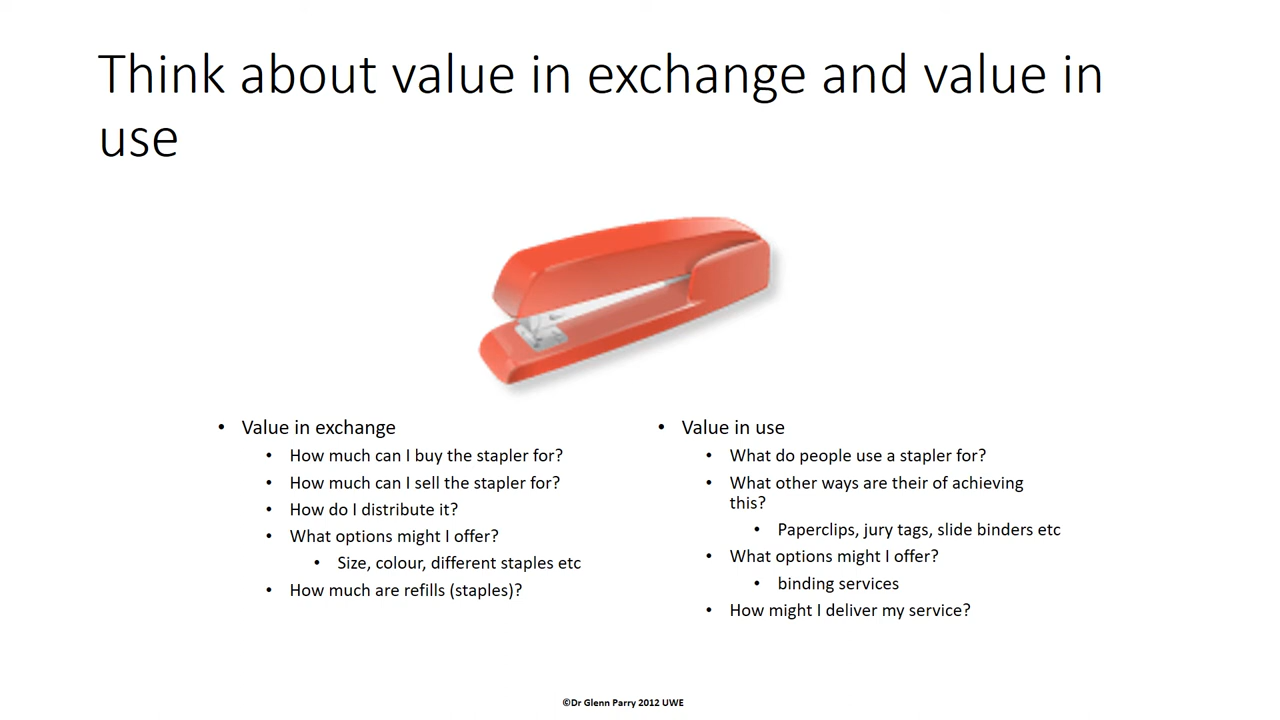 Think about value in exchange and value in
use
• Value in exchange
• How much can I buy the stapler for?
• How much can I sell the stapler for?
• How do I distribute it?
• What options might I offer?
• Size, colour, different staples etc
• How much are refills (staples)?
• Value in use
• What do people use a stapler for?
• What other ways are their of achieving
this?
• Paperclips, jury tags, slide binders etc
• What options might I offer?
• binding services
• How might I deliver my service?
©Dr Glenn Parry 2012 UWE